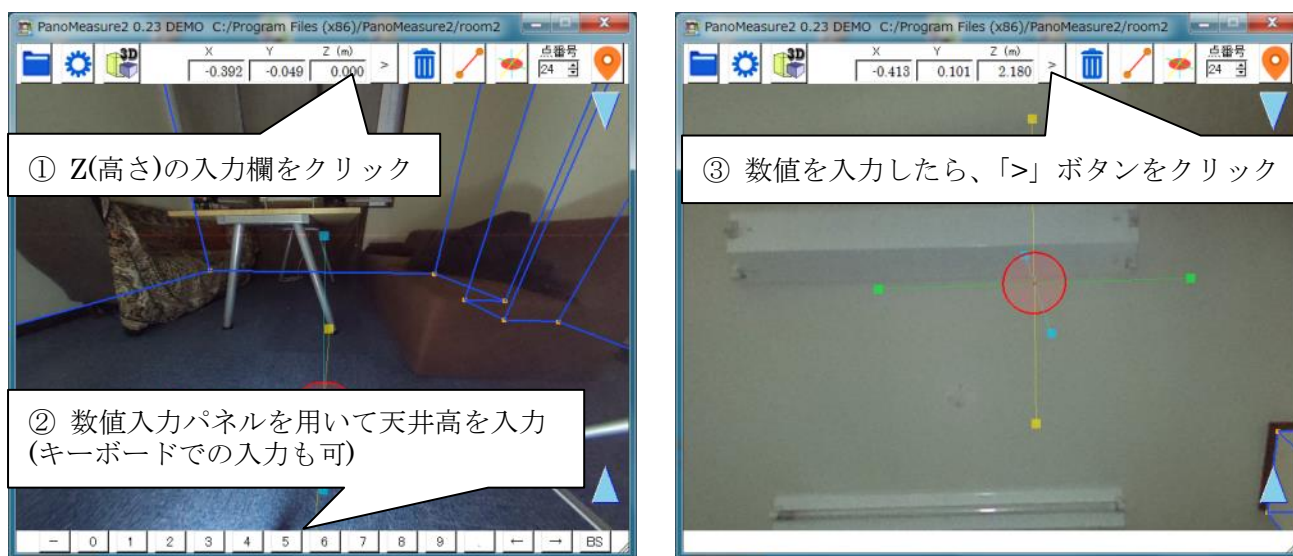 PanoMeasure2 0.23 DEMO C:/Program Files (x86)/PanoMeasure2/room2
3D
X Y Z (m)
-0.392 -0.049 0.000 >
点番号
24
① Z(高さ)の入力欄をクリック
② 数値入力パネルを用いて天井高を入力
(キーボードでの入力も可)
- 0 1 2 3 4 5 6 7 8 9 . ← → BS
PanoMeasure2 0.23 DEMO C:/Program Files (x86)/PanoMeasure2/room2
3D
X Y Z (m)
-0.413 0.101 2.180 >
点番号
24
③ 数値を入力したら、「>」ボタンをクリック